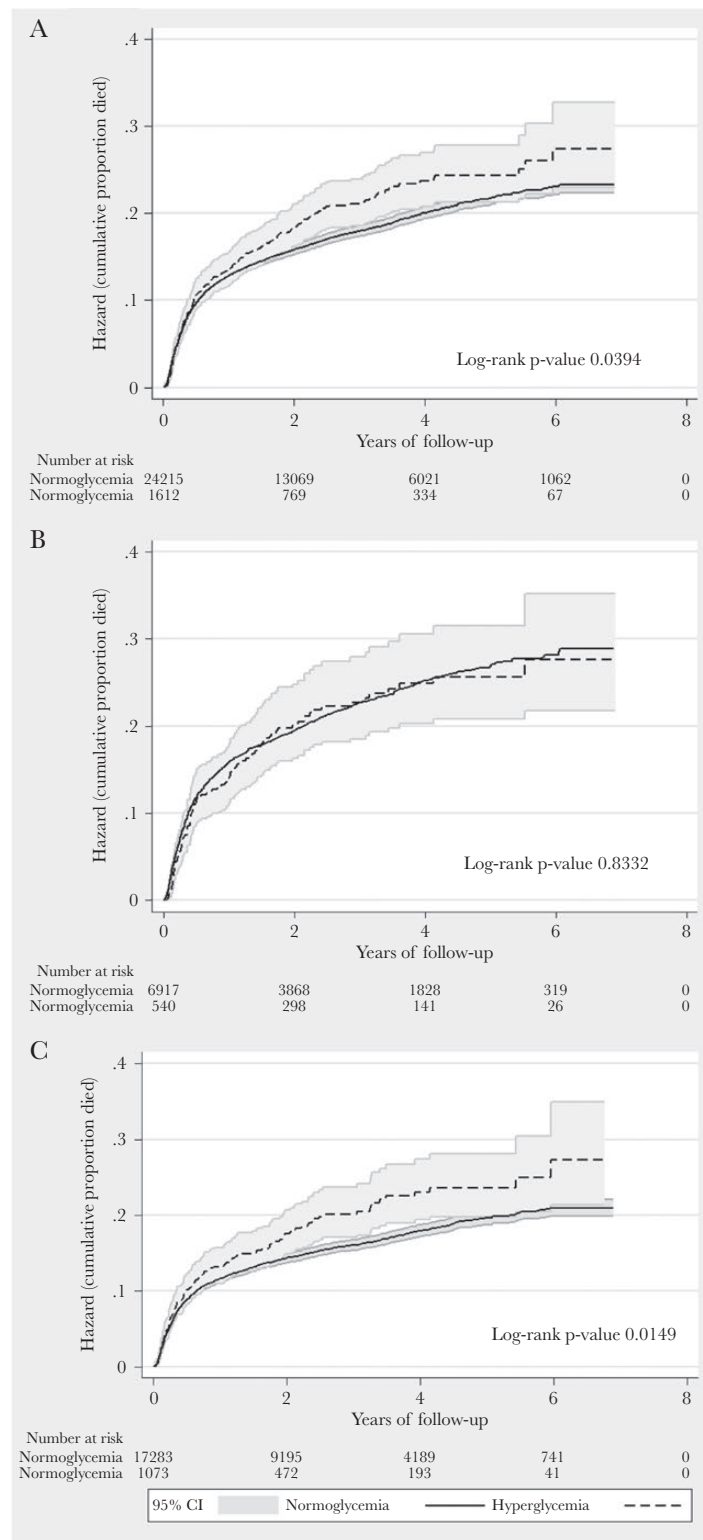 A
Hazard (cumulative proportion died)
.4
.3
.2
.1
0
Log-rank p-value 0.0394
0 2 4 6 8
Years of follow-up
Number at risk
Normoglycemia 24215 13069 6021 1062 0
Normoglycemia 1612 769 334 67 0
B
Hazard (cumulative proportion died)
.4
.3
.2
.1
0
Log-rank p-value 0.8332
0 2 4 6 8
Years of follow-up
Number at risk
Normoglycemia 6917 3868 1828 319 0
Normoglycemia 540 298 141 26 0
C
Hazard (cumulative proportion died)
.4
.3
.2
.1
0
Log-rank p-value 0.0149
0 2 4 6 8
Years of follow-up
Number at risk
Normoglycemia 17283 9195 4189 741 0
Normoglycemia 1073 472 193 41 0
95% CI Normoglycemia Hyperglycemia